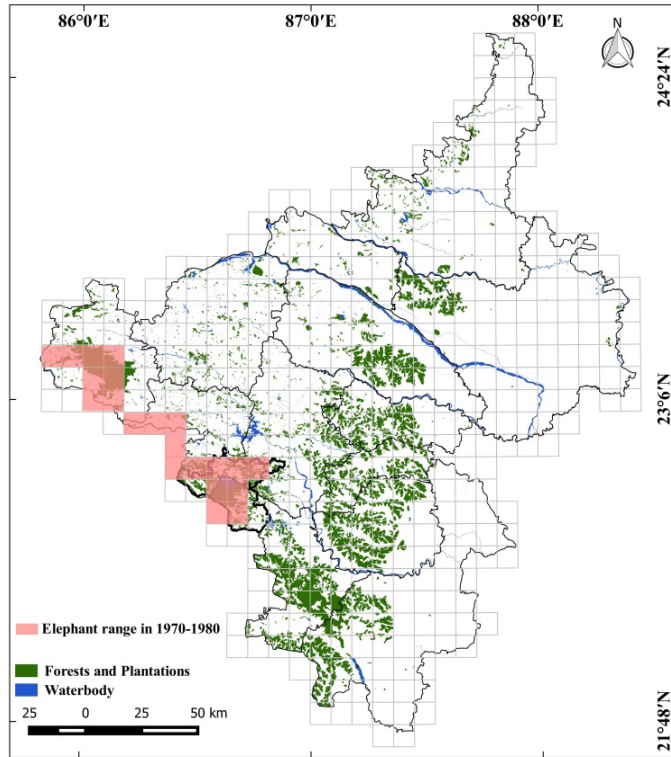 86°0′E 87°0′E 88°0′E
N
24°24′N
23°6′N
Elephant range in 1970-1980
Forests and Plantations
Waterbody
25 0 25 50 km
21°48′N